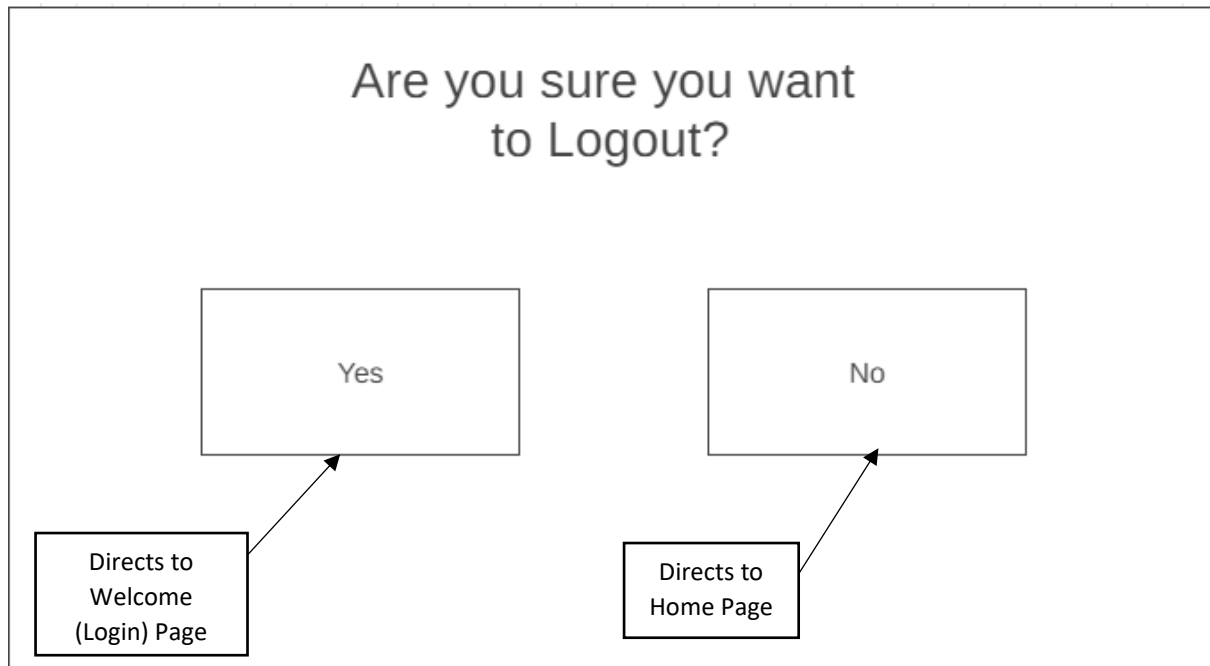 Are you sure you want
to Logout?
Yes
No
Directs to
Welcome
(Login) Page
Directs to
Home Page